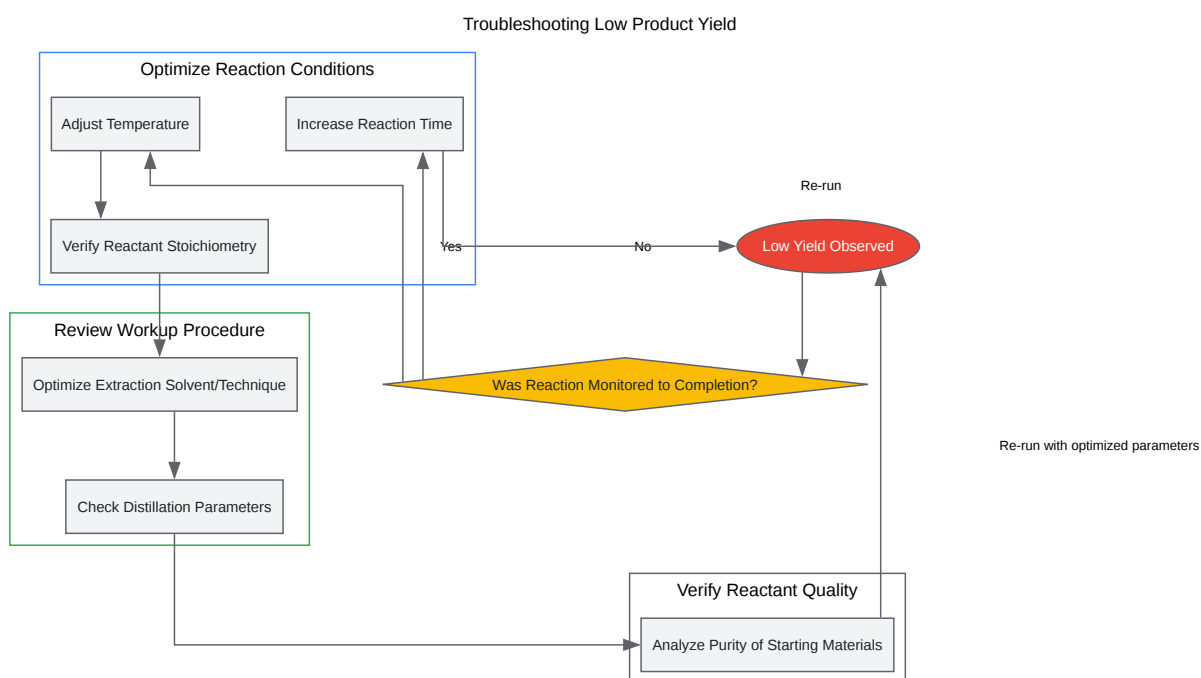 Troubleshooting Low Product Yield
Optimize Reaction Conditions
Adjust Temperature
Increase Reaction Time
Re-run
Verify Reactant Stoichiometry
Yes
No
Low Yield Observed
Review Workup Procedure
Optimize Extraction Solvent/Technique
Was Reaction Monitored to Completion?
Re-run with optimized parameters
Check Distillation Parameters
Verify Reactant Quality
Analyze Purity of Starting Materials